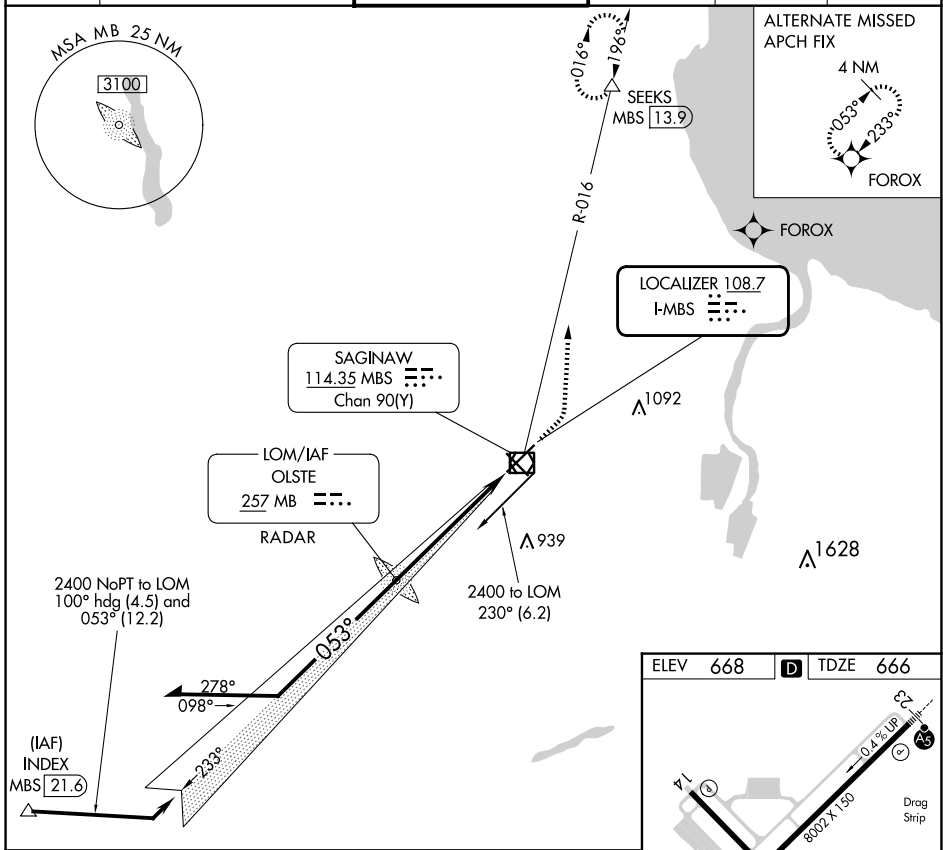 MSA MB 25 NM
3100
016°
196°
SEEKS
MBS 13.9
R-016
ALTERNATE MISSED
APCH FIX
4 NM
053°
233°
FOROX
FOROX
LOCALIZER 108.7
I-MBS
SAGINAW
114.35 MBS
Chan 90(Y)
1092
LOM/IAF
OLSTE
257 MB
RADAR
939
1628
2400 NoPT to LOM
100° hdg (4.5) and
053° (12.2)
2400 to LOM
230° (6.2)
053°
278°
098°
233°
(IAF)
INDEX
MBS 21.6
ELEV 668 D TDZE 666
23
A5
0.4% UP
P
P
14
8002 X 150
Drag
Strip